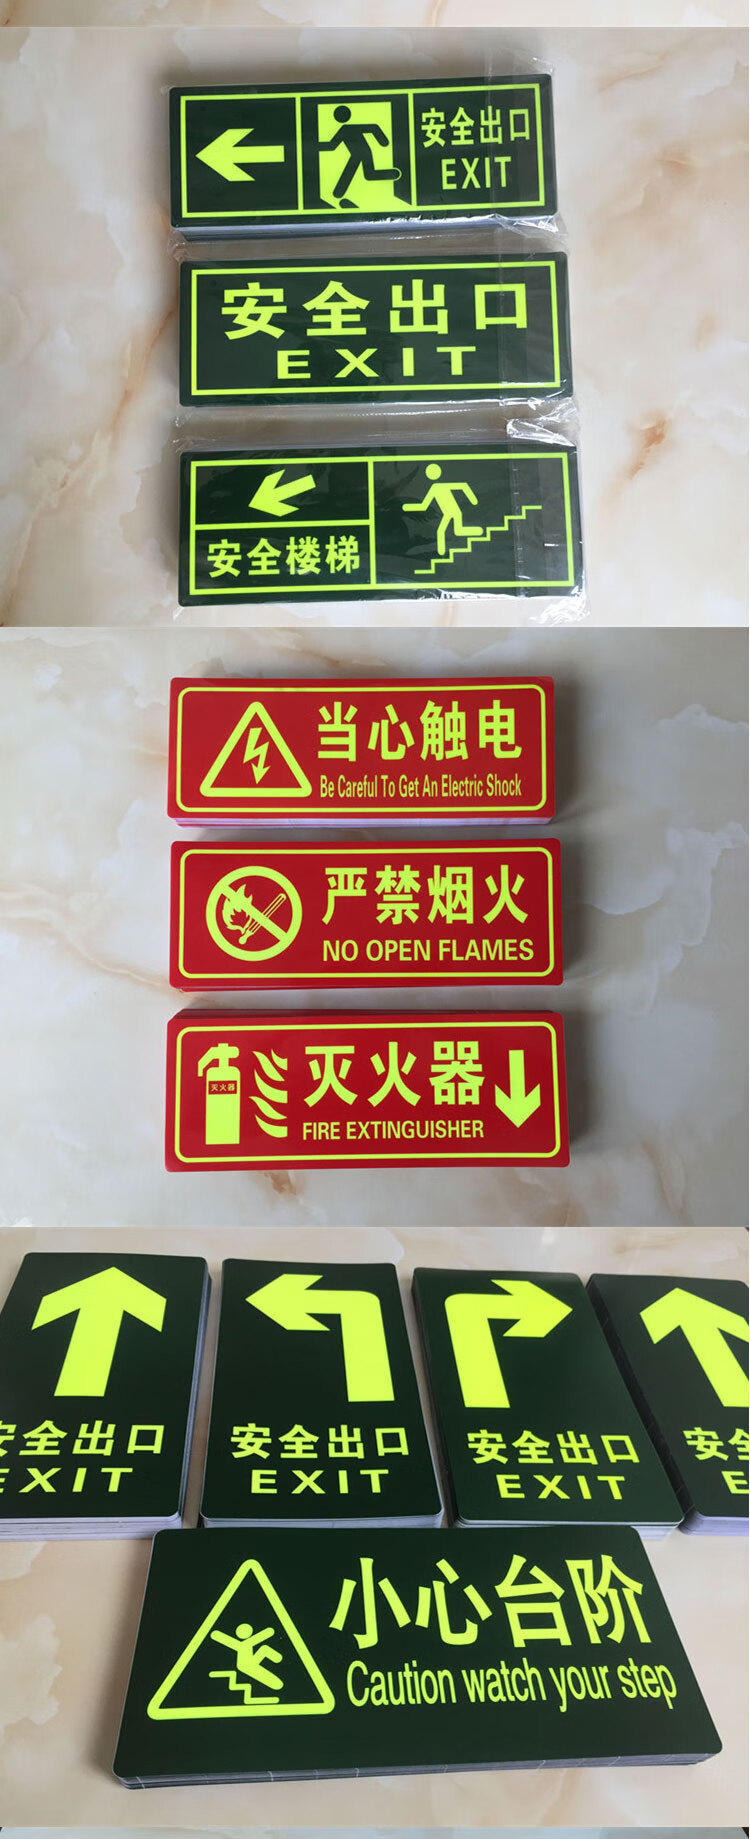 安全出口
EXIT
安全出口
EXIT
安全楼梯
当心触电
Be Careful To Get An Electric Shock
严禁烟火
NO OPEN FLAMES
灭火器
灭火器
FIRE EXTINGUISHER
安全出口
EXIT
安全出口
EXIT
安全出口
EXIT
安全
E
小心台阶
Caution watch your step